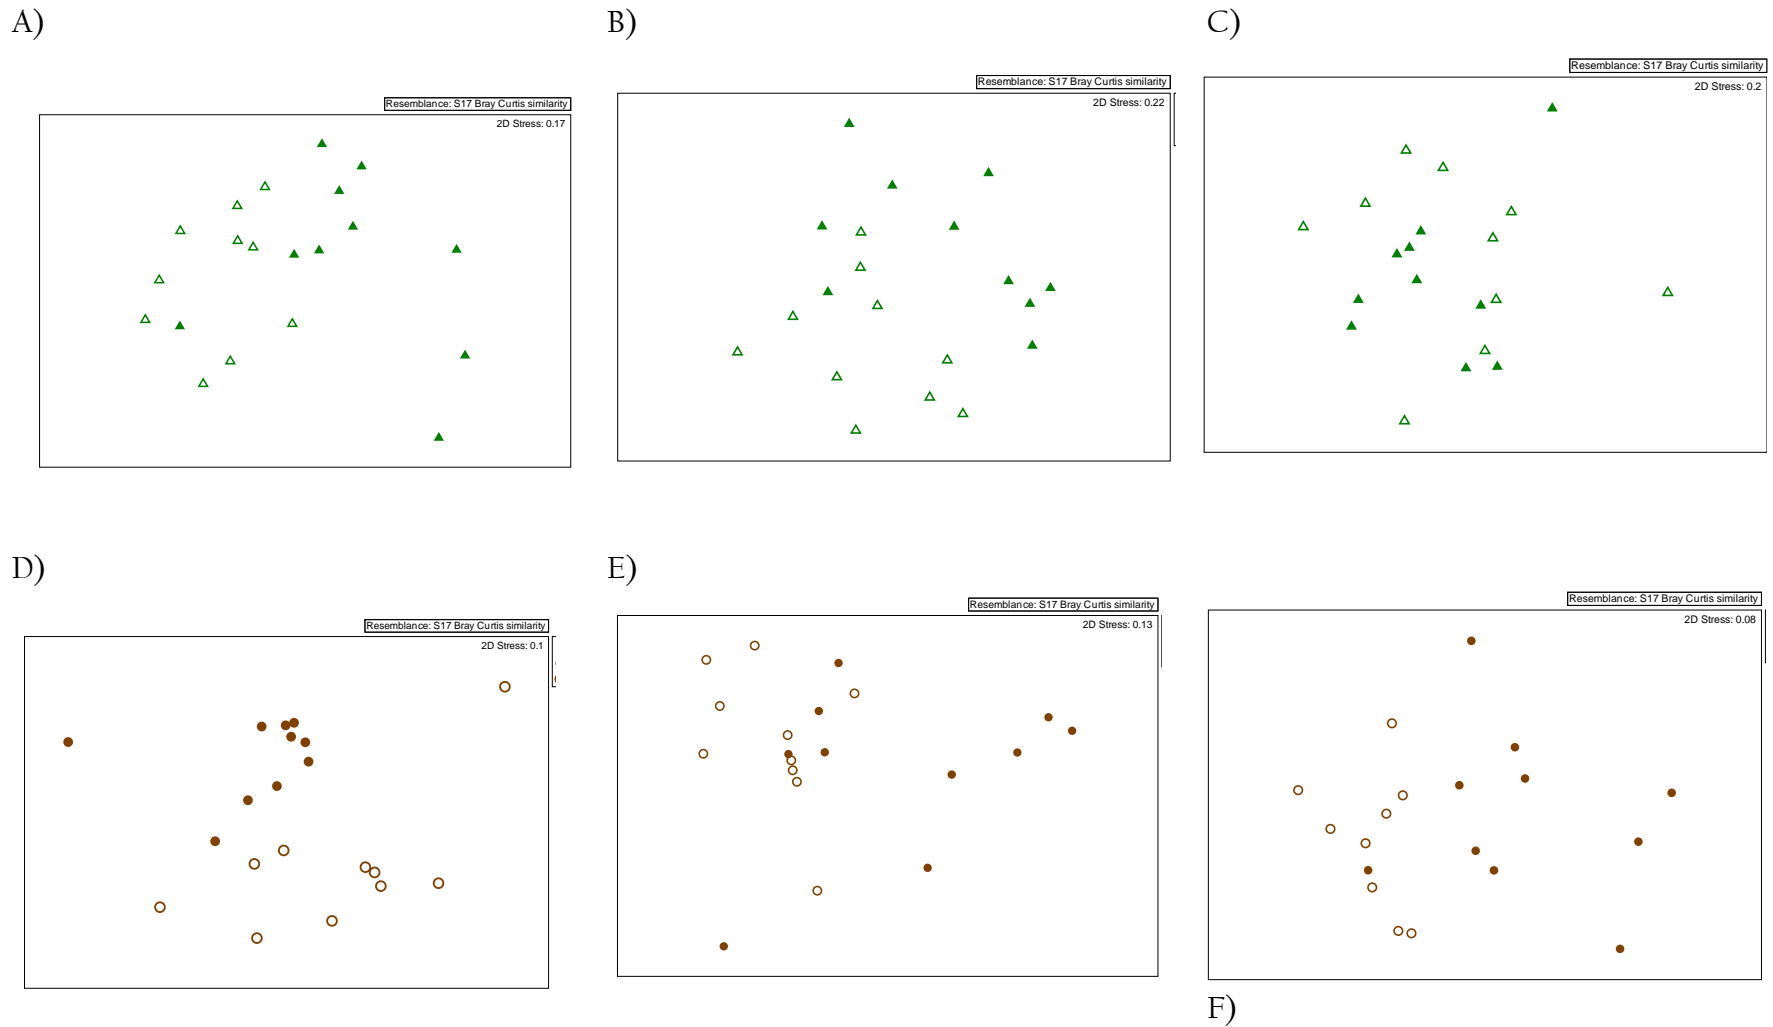 A)
B)
C)
Resemblance: S17 Bray Curtis similarity
2D Stress: 0.17
Resemblance: S17 Bray Curtis similarity
2D Stress: 0.22
Resemblance: S17 Bray Curtis similarity
2D Stress: 0.2
D)
E)
Resemblance: S17 Bray Curtis similarity
2D Stress: 0.1
Resemblance: S17 Bray Curtis similarity
2D Stress: 0.13
Resemblance: S17 Bray Curtis similarity
2D Stress: 0.08
F)